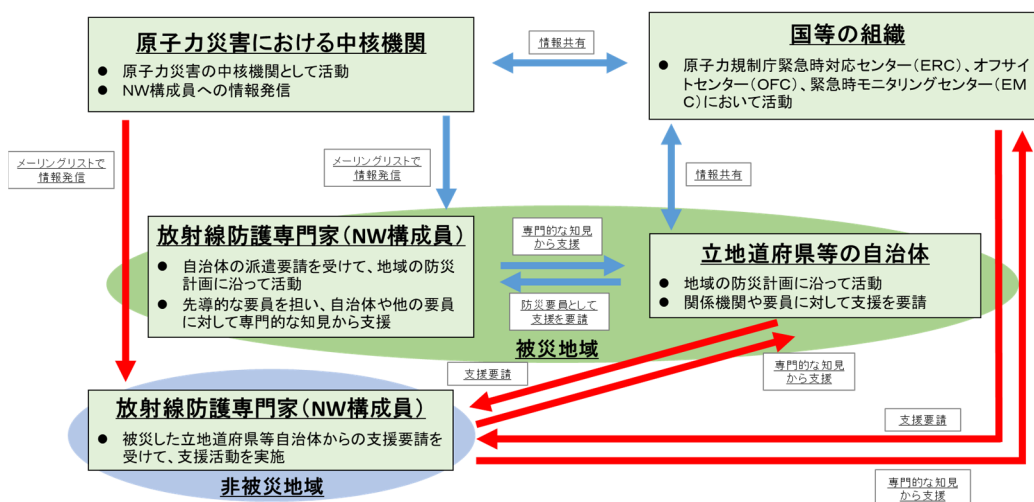 原子力災害における中核機関
● 原子力災害の中核機関として活動
● NW構成員への情報発信
情報共有
国等の組織
● 原子力規制庁緊急時対応センター(ERC)、オフサ
イトセンター(OFC)、緊急時モニタリングセンター(EM
C)において活動
メーリングリストで
情報発信
メーリングリストで
情報発信
情報共有
放射線防護専門家(NW構成員)
● 自治体の派遣要請を受けて、地域の防災
計画に沿って活動
● 先導的な要員を担い、自治体や他の要員
に対して専門的な知見から支援
専門的な知見
から支援
防災要員として
支援を要請
立地道府県等の自治体
● 地域の防災計画に沿って活動
● 関係機関や要員に対して支援を要請
被災地域
支援要請
専門的な知見
から支援
放射線防護専門家(NW構成員)
● 被災した立地道府県等自治体からの支援要請を
受けて、支援活動を実施
非被災地域
支援要請
専門的な知見
から支援